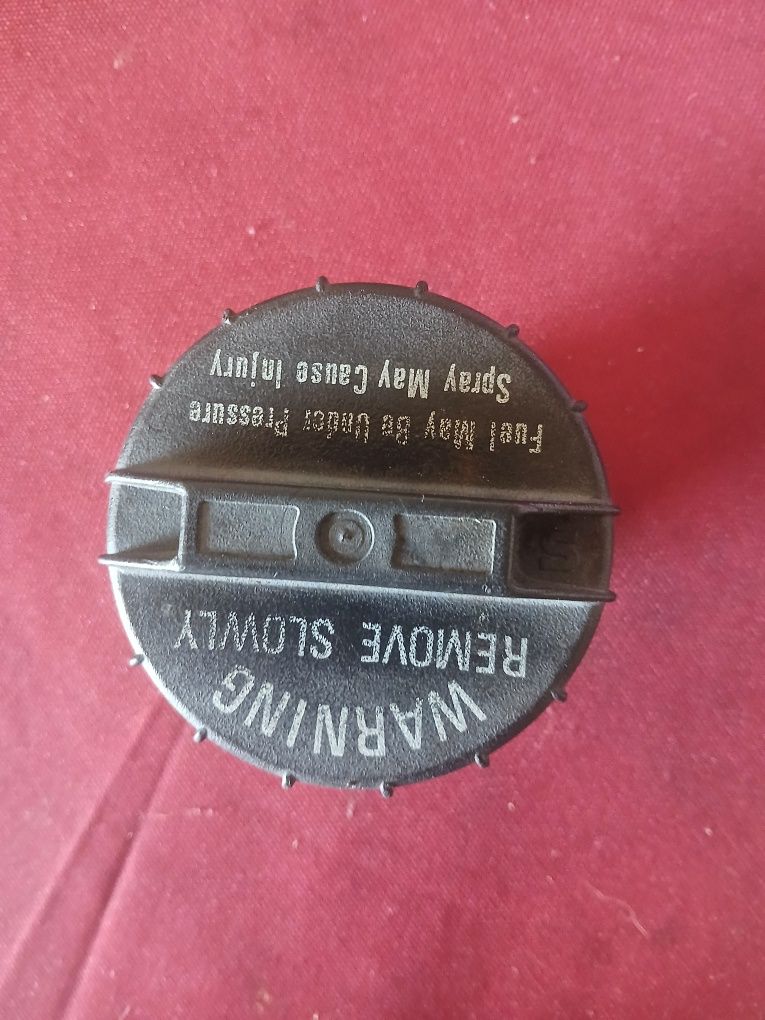 WARNING
REMOVE SLOWLY
Fuel May Be Under Pressure
Spray May Cause Injury